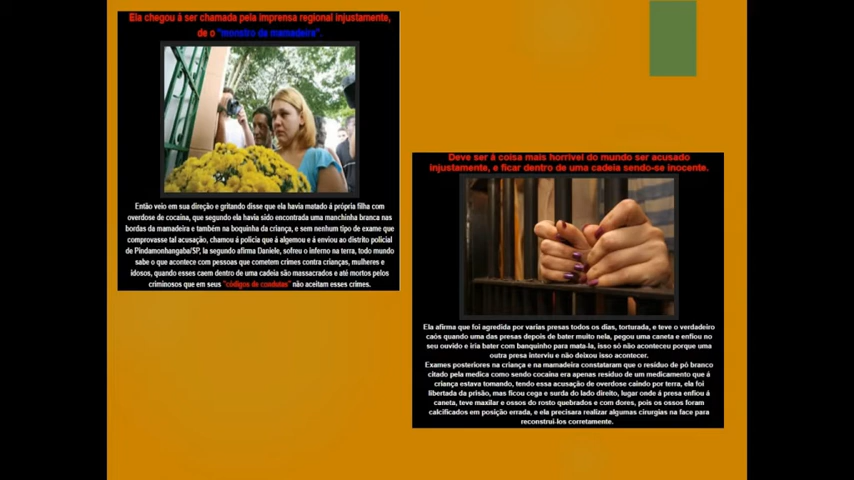 Ela chegou à ser chamada pela imprensa regional injustamente,
de o "monstro da mamadeira".
Então veio em sua direção e gritando disse que ela havia matado á própria filha com
overdose de cocaína, que segundo ela havia sido encontrada uma manchinha branca nas
bordas da mamadeira e também na boquinha da criança, e sem nenhum tipo de exame que
comprovasse tal acusação, chamou á policia que á algemou e á enviou ao distrito policial
de Pindamonhangaba/SP, la segundo afirma Daniele, sofreu o inferno na terra, todo mundo
sabe o que acontece com pessoas que cometem crimes contra crianças, mulheres e
idosos, quando esses caem dentro de uma cadeia são massacrados e até mortos pelos
criminosos que em seus "códigos de condutas" não aceitam esses crimes.
Deve ser á coisa mais horrível do mundo ser acusado
injustamente, e ficar dentro de uma cadeia sendo-se inocente.
Ela afirma que foi agredida por varias presas todos os dias, torturada, e teve o verdadeiro
caós quando uma das presas depois de bater muito nela, pegou uma caneta e enfiou no
seu ouvido e iria bater com banquinho para mata-la, isso só não aconteceu porque uma
outra presa interviu e não deixou isso acontecer.
Exames posteriores na criança e na mamadeira constataram que o resíduo de pó branco
citado pela medica como sendo cocaína era apenas resíduo de um medicamento que á
criança estava tomando, tendo essa acusação de overdose caindo por terra, ela foi
libertada da prisão, mas ficou cega e surda do lado direito, lugar onde á presa enfiou á
caneta, teve maxilar e ossos do rosto quebrados e com dores, pois os ossos foram
calcificados em posição errada, e ela precisara realizar algumas cirurgias na face para
reconstrui-los corretamente.